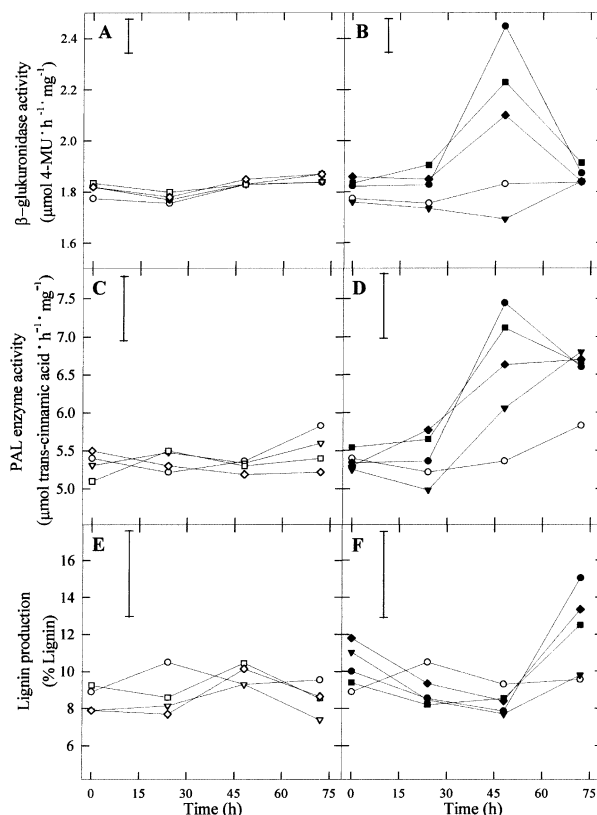 A
B
β–glukuronidase activity
(μmol 4-MU · h⁻¹ · mg⁻¹)
2.4
2.2
2.0
1.8
1.6
C
D
PAL enzyme activity
(μmol trans-cinnamic acid · h⁻¹ · mg⁻¹)
7.5
7.0
6.5
6.0
5.5
5.0
E
F
Lignin production
(% Lignin)
16
14
12
10
8
6
0 15 30 45 60 75
0 15 30 45 60 75
Time (h)
Time (h)